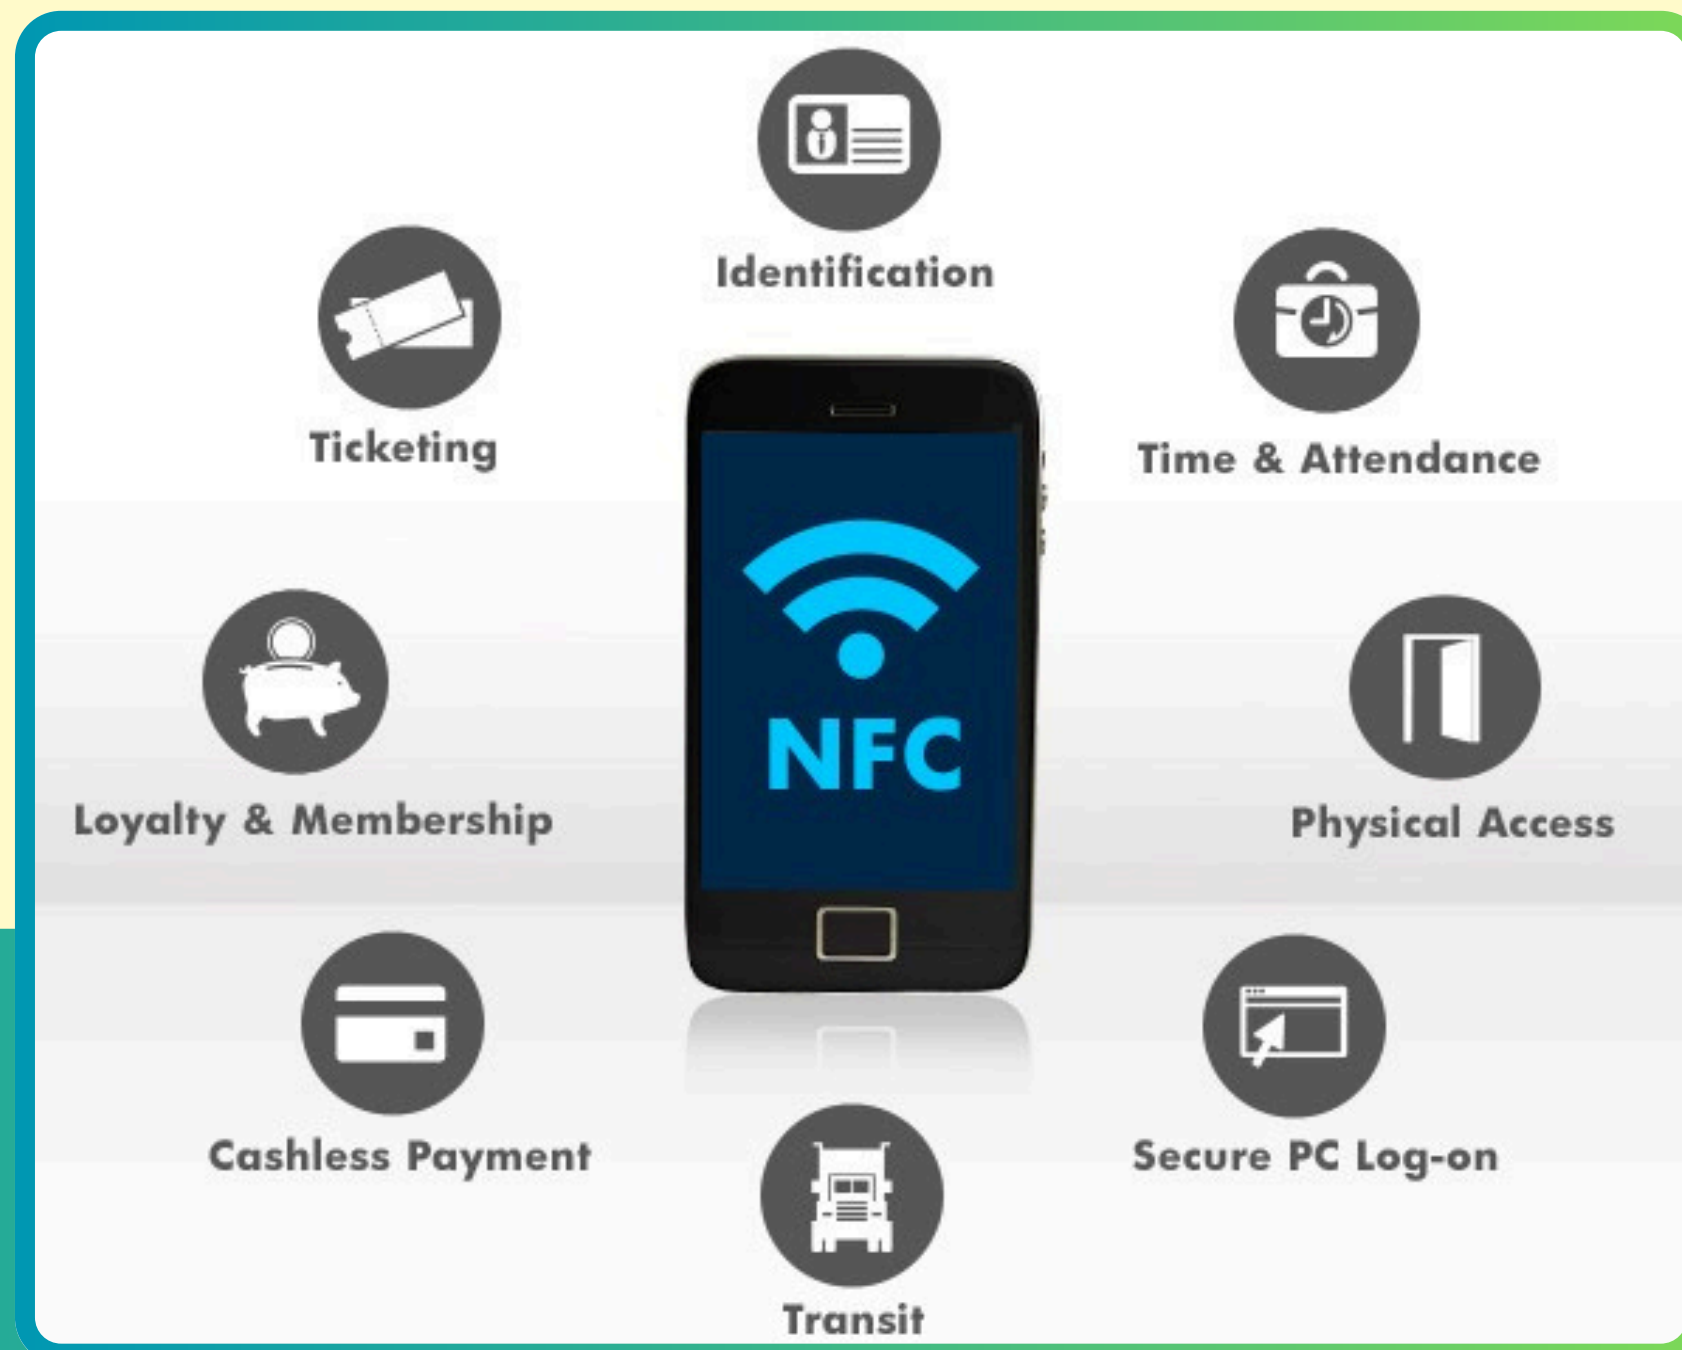 Identification
Ticketing
Time & Attendance
NFC
Loyalty & Membership
Physical Access
Cashless Payment
Secure PC Log-on
Transit